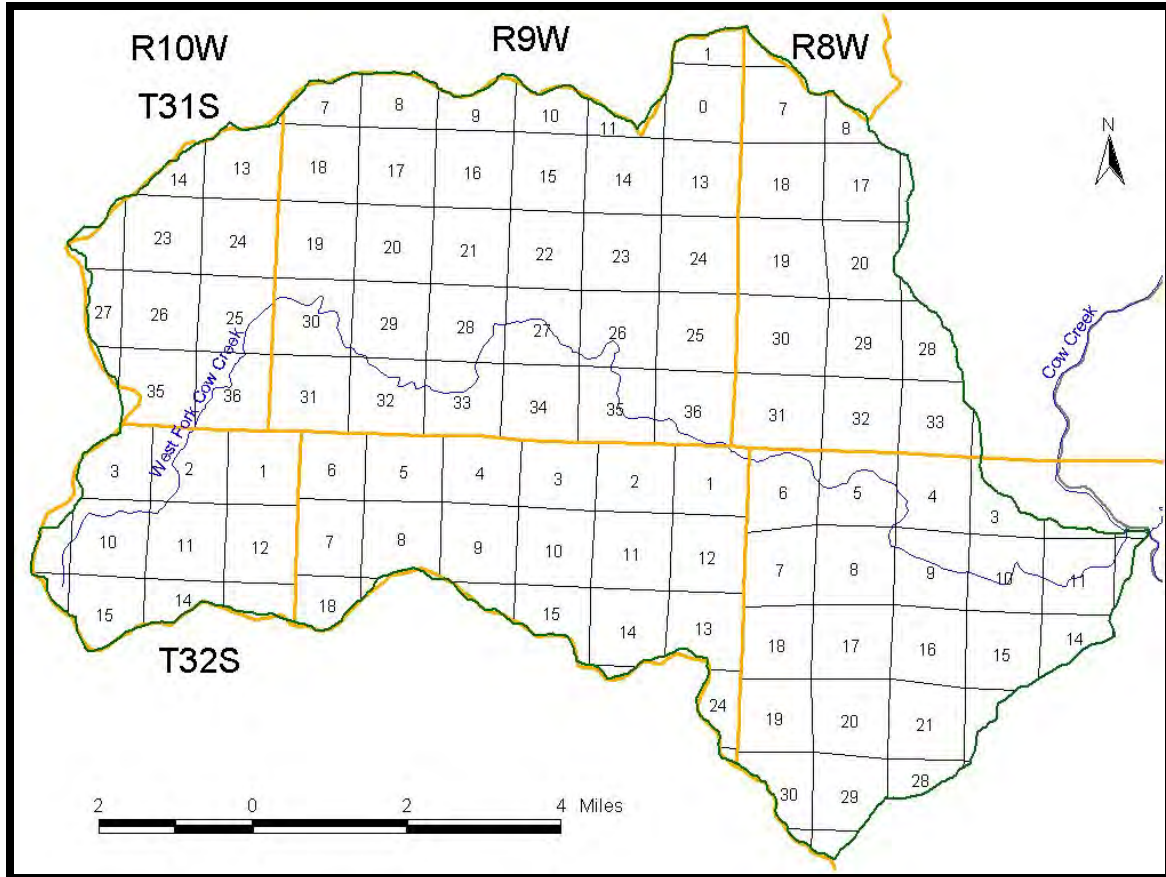 R10W R9W R8W
T31S
1
7 8 9 10 11 0 7 8
N
14 13 18 17 16 15 14 13 18 17
23 24 19 20 21 22 23 24 19 20
27 26 25 30 29 28 27 26 25 30 29 28
Cow Creek
35 36 31 32 33 34 35 36 31 32 33
West Fork Cow Creek
3 2 1 6 5 4 3 2 1 6 5 4 3
10 11 12 7 8 9 10 11 12 7 8 9 10 11
15 14 18 15 14 13 18 17 16 15 14
T32S
24 19 20 21
30 29 28
2 0 2 4 Miles